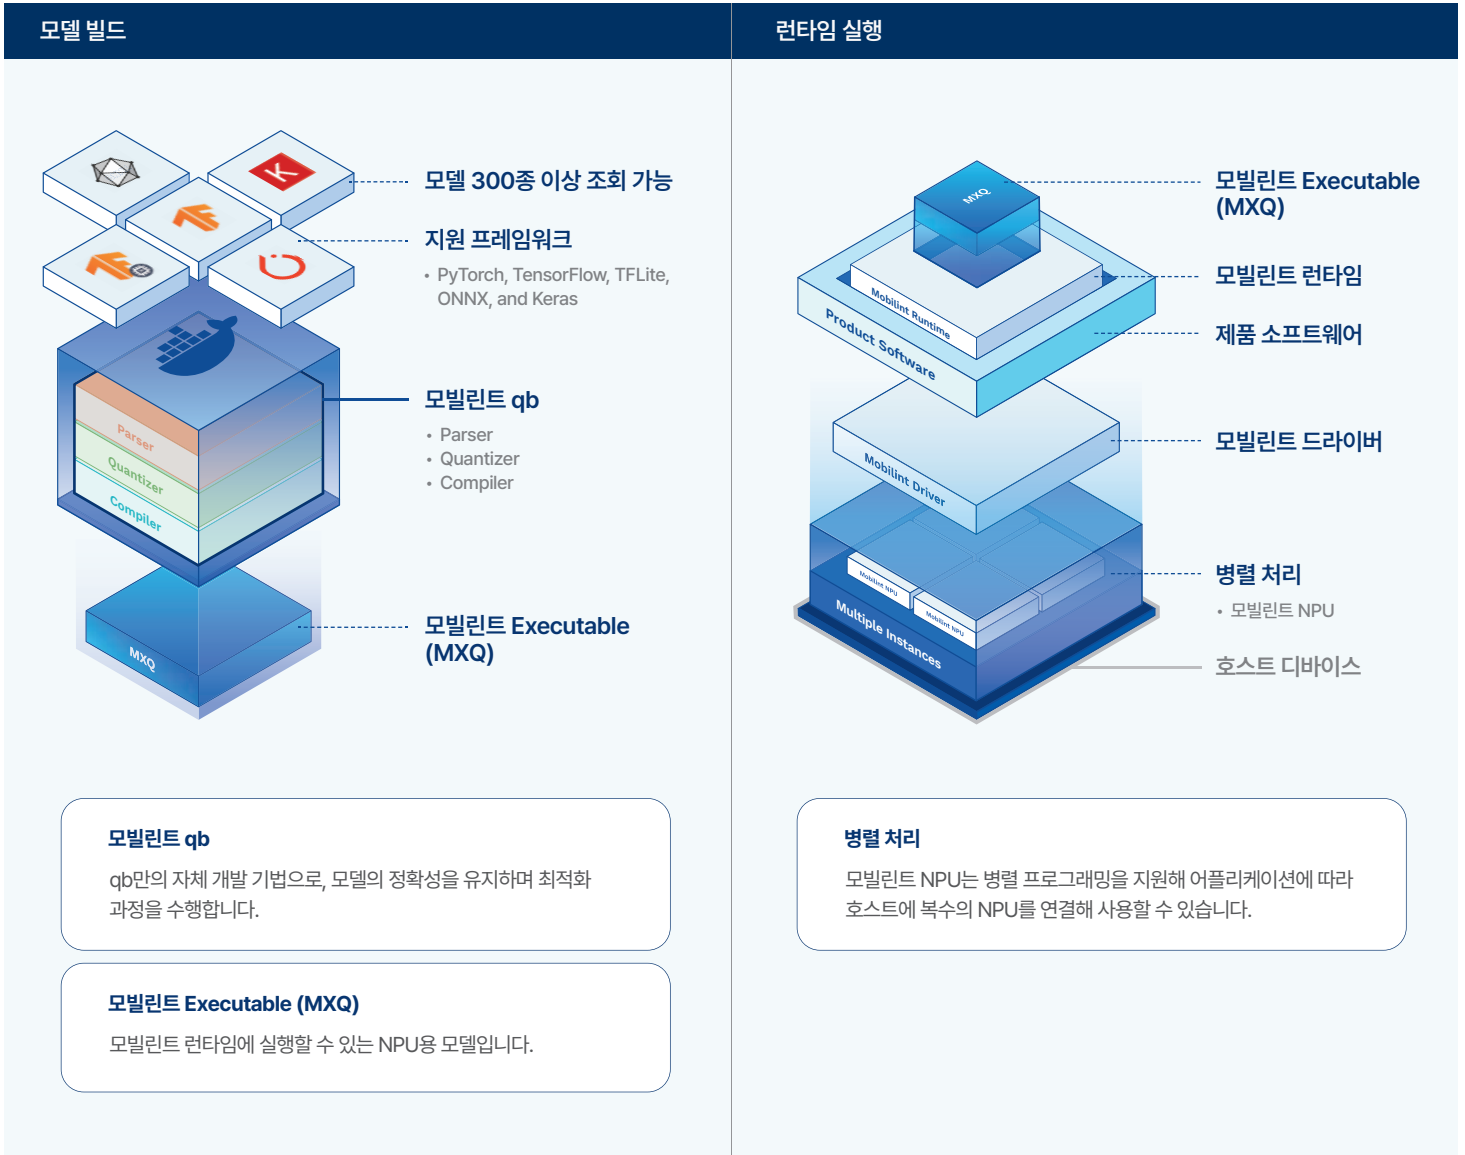 모델 빌드
모델 300종 이상 조회 가능
지원 프레임워크
• PyTorch, TensorFlow, TFLite,
ONNX, and Keras
K
Parser
Quantizer
Compiler
모빌린트 qb
• Parser
• Quantizer
• Compiler
MXQ
모빌린트 Executable
(MXQ)
모빌린트 qb
qb만의 자체 개발 기법으로, 모델의 정확성을 유지하며 최적화
과정을 수행합니다.
모빌린트 Executable (MXQ)
모빌린트 런타임에 실행할 수 있는 NPU용 모델입니다.
런타임 실행
MXQ
모빌린트 Executable
(MXQ)
모빌린트 런타임
Mobilint Runtime
Product Software
제품 소프트웨어
모빌린트 드라이버
Mobilint Driver
병렬 처리
• 모빌린트 NPU
Mobilint NPU
Mobilint NPU
Multiple Instances
호스트 디바이스
병렬 처리
모빌린트 NPU는 병렬 프로그래밍을 지원해 어플리케이션에 따라
호스트에 복수의 NPU를 연결해 사용할 수 있습니다.